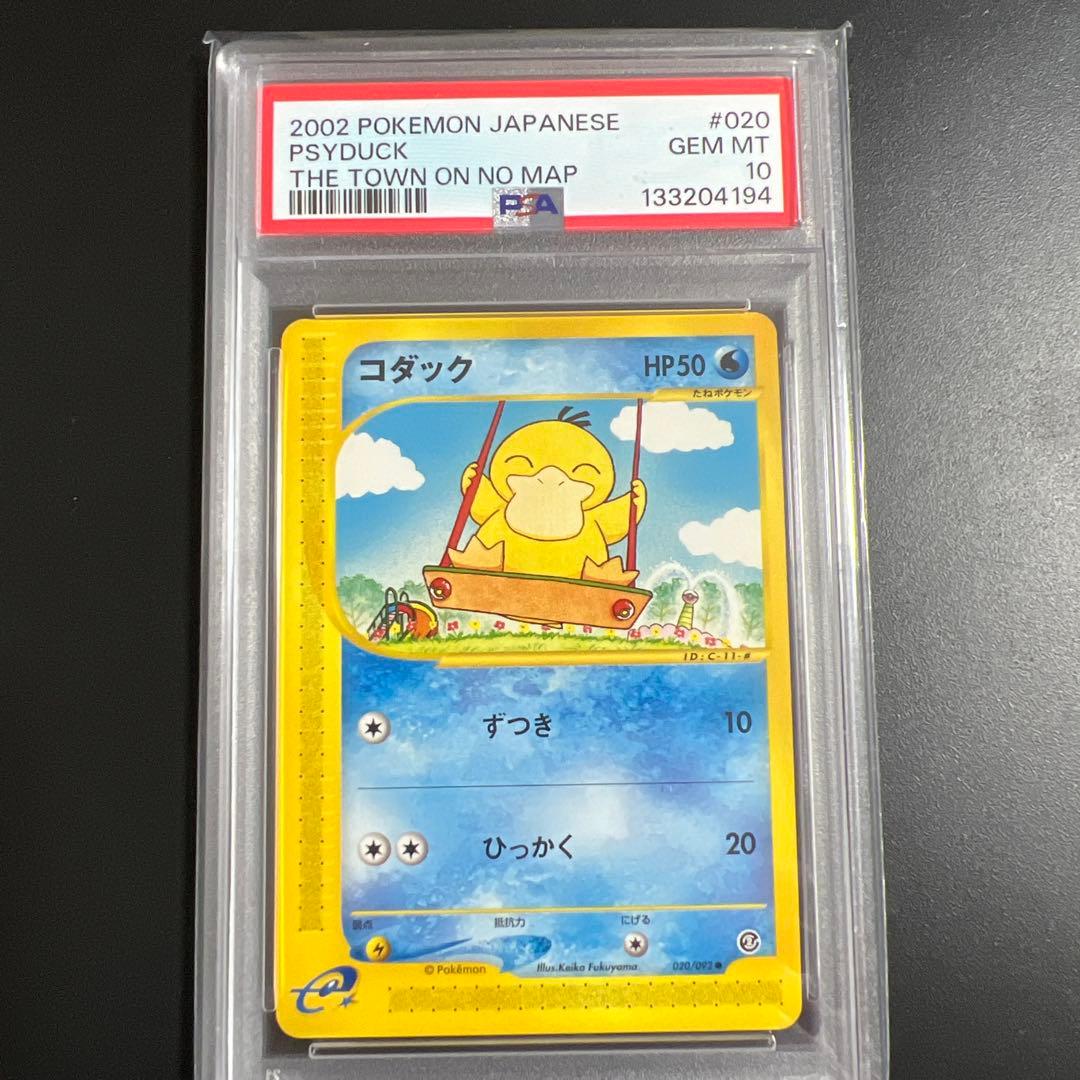 2002 POKEMON JAPANESE #020
PSYDUCK GEM MT
THE TOWN ON NO MAP 10
PSA 133204194
コダック HP50
たねポケモン
ID:C-11-#
ずつき 10
ひっかく 20
弱点 抵抗力 にげる
© Pokémon Illus.Keiko Fukuyama 020/092
e